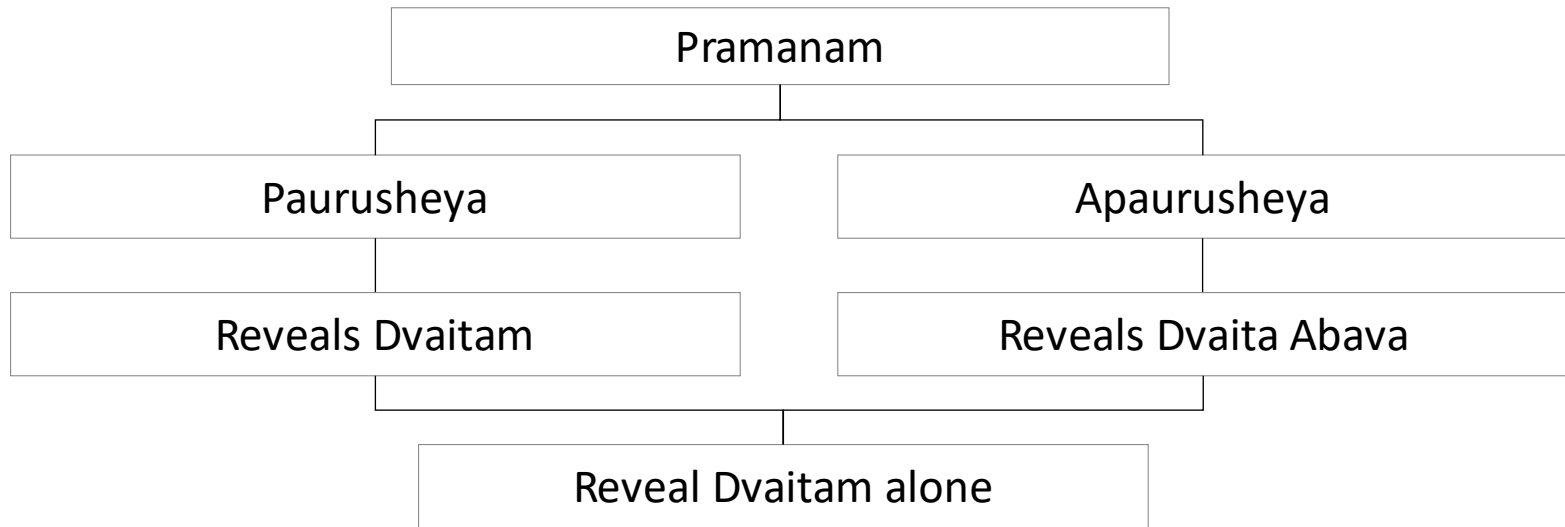 Pramanam
Paurusheya
Apaurusheya
Reveals Dvaitam
Reveals Dvaita Abava
Reveal Dvaitam alone